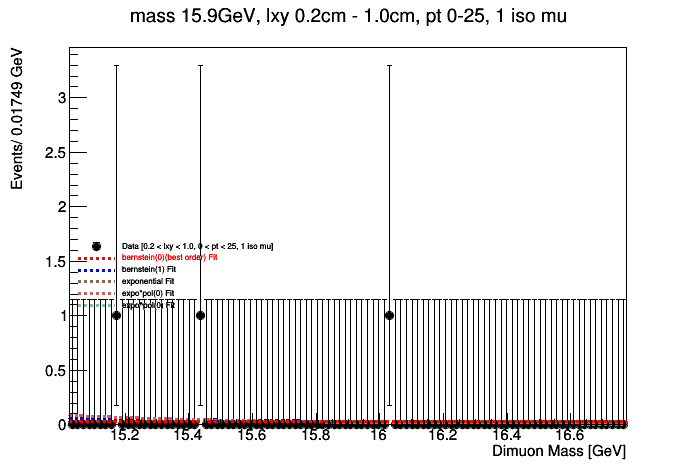 mass 15.9GeV, lxy 0.2cm - 1.0cm, pt 0-25, 1 iso mu
Events/ 0.01749 GeV
3
2.5
2
1.5
1
0.5
0
Data [0.2 < lxy < 1.0, 0 < pt < 25, 1 iso mu]
bernstein(0)(best order) Fit
bernstein(1) Fit
exponential Fit
expo*pol(0) Fit
expo*pol(0) Fit
15.2
15.4
15.6
15.8
16
16.2
16.4
16.6
Dimuon Mass [GeV]